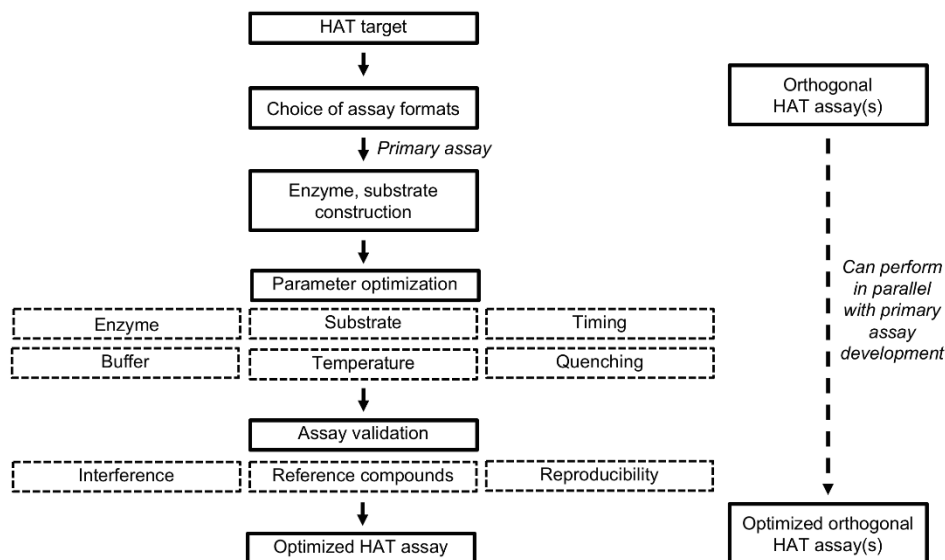 HAT target
Choice of assay formats
Primary assay
Enzyme, substrate
construction
Parameter optimization
Enzyme
Substrate
Timing
Buffer
Temperature
Quenching
Assay validation
Interference
Reference compounds
Reproducibility
Optimized HAT assay
Orthogonal
HAT assay(s)
Can perform
in parallel
with primary
assay
development
Optimized orthogonal
HAT assay(s)